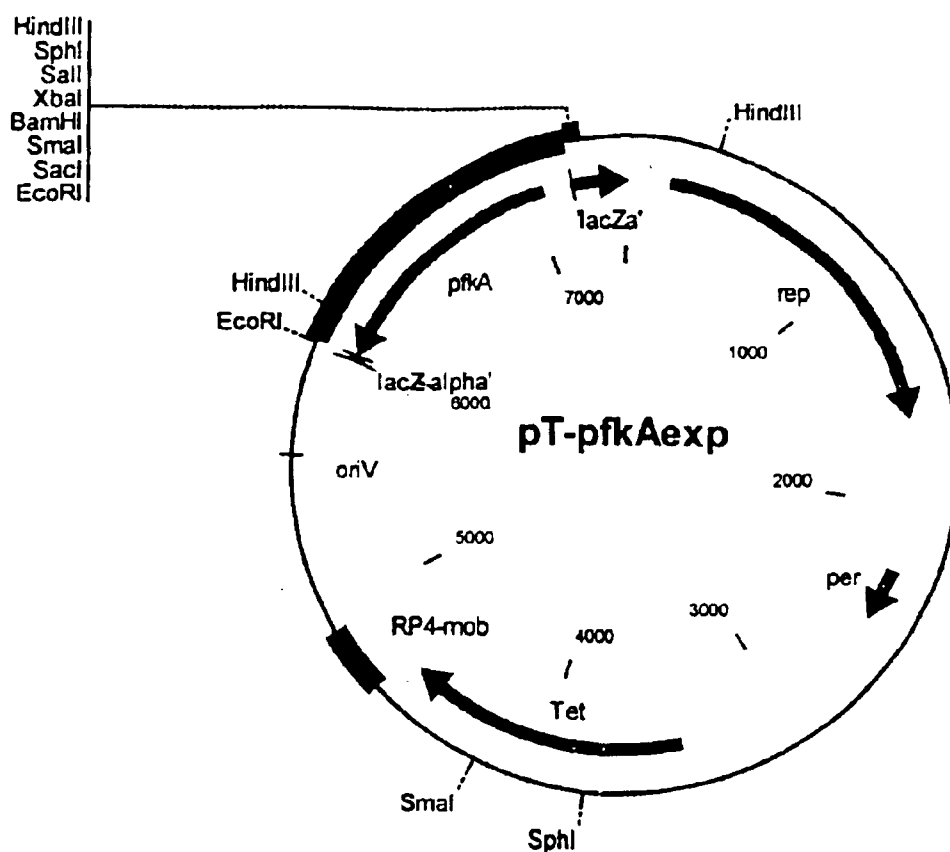 HindIII
SphI
SalI
XbaI
BamHI
SmaI
SacI
EcoRI
HindIII
'lacZa'
HindIII
EcoRI
pfkA
7000
rep
1000
lacZ-alpha'
6000
pT-pfkAexp
oriV
2000
5000
per
RP4-mob
4000
3000
Tet
SmaI
SphI